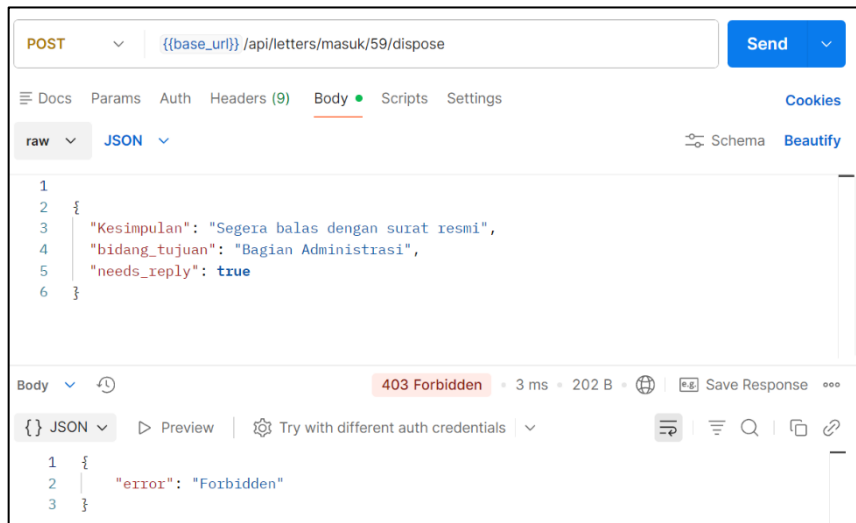 POST {{base_url}} /api/letters/masuk/59/dispose Send
Docs Params Auth Headers (9) Body Scripts Settings Cookies
raw JSON Schema Beautify
1
2 {
3 "Kesimpulan": "Segera balas dengan surat resmi",
4 "bidang_tujuan": "Bagian Administrasi",
5 "needs_reply": true
6 }
Body 403 Forbidden 3 ms 202 B e.g. Save Response
{} JSON Preview Try with different auth credentials
1 {
2 "error": "Forbidden"
3 }